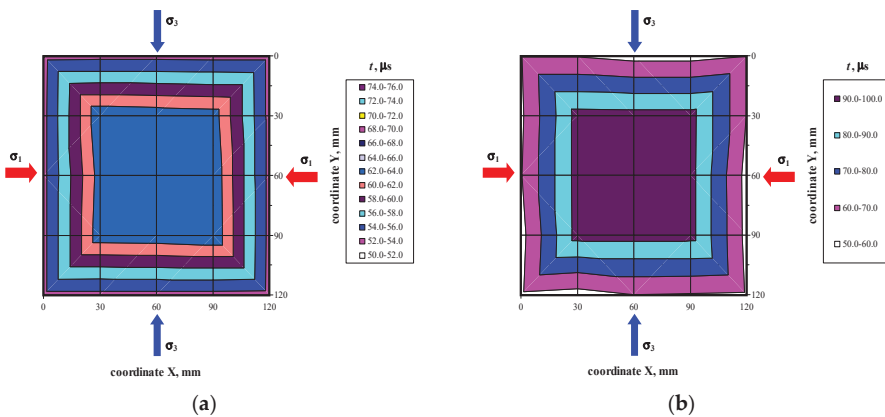 σ3
t, μs
74.0-76.0
72.0-74.0
70.0-72.0
68.0-70.0
66.0-68.0
64.0-66.0
62.0-64.0
60.0-62.0
58.0-60.0
56.0-58.0
54.0-56.0
52.0-54.0
50.0-52.0
0
30
60
90
120
coordinate Y, mm
σ1
σ1
0 30 60 90 120
σ3
coordinate X, mm
(a)
σ3
t, μs
90.0-100.0
80.0-90.0
70.0-80.0
60.0-70.0
50.0-60.0
0
30
60
90
120
coordinate Y, mm
σ1
σ1
0 30 60 90 120
σ3
coordinate X, mm
(b)